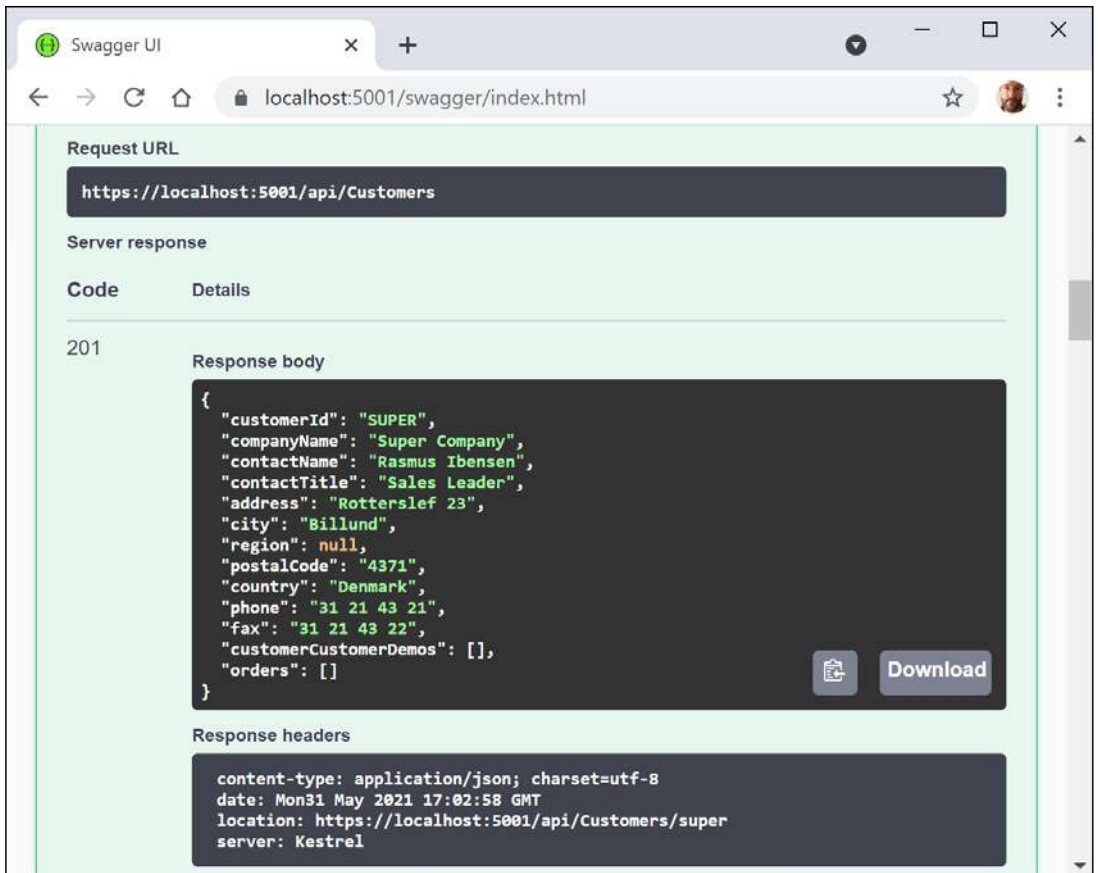 Swagger UI
localhost:5001/swagger/index.html
Request URL
https://localhost:5001/api/Customers
Server response
Code Details
201
Response body
{
"customerId": "SUPER",
"companyName": "Super Company",
"contactName": "Rasmus Ibensen",
"contactTitle": "Sales Leader",
"address": "Rotterslef 23",
"city": "Billund",
"region": null,
"postalCode": "4371",
"country": "Denmark",
"phone": "31 21 43 21",
"fax": "31 21 43 22",
"customerCustomerDemos": [],
"orders": []
}
Download
Response headers
content-type: application/json; charset=utf-8
date: Mon31 May 2021 17:02:58 GMT
location: https://localhost:5001/api/Customers/super
server: Kestrel